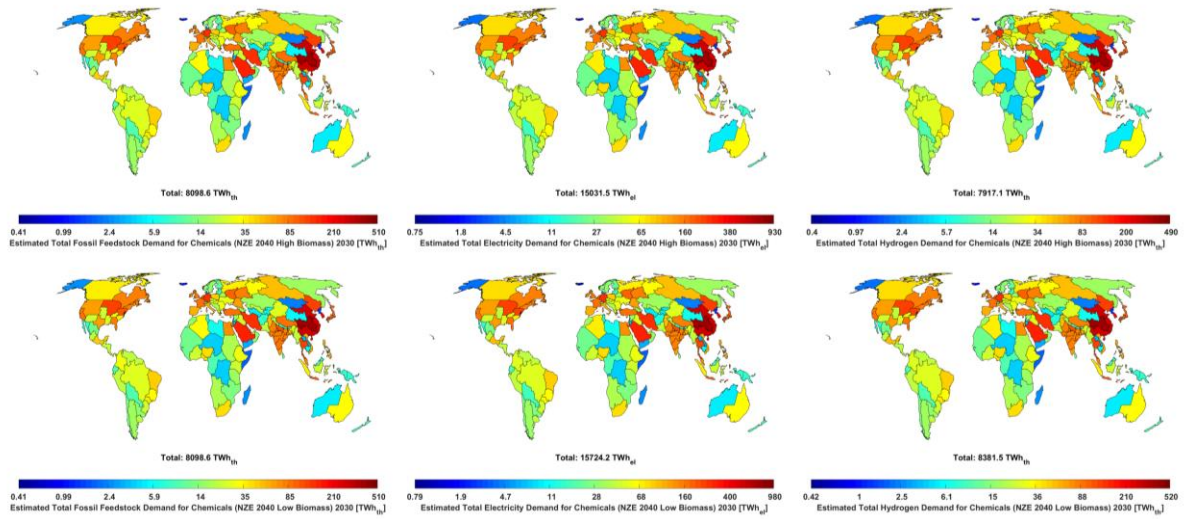 Total: 8098.6 TWh_th
0.41 0.99 2.4 5.9 14 35 85 210 510
Estimated Total Fossil Feedstock Demand for Chemicals (NZE 2040 High Biomass) 2030 [TWh_th]
Total: 15031.5 TWh_el
0.75 1.8 4.5 11 27 65 160 380 930
Estimated Total Electricity Demand for Chemicals (NZE 2040 High Biomass) 2030 [TWh_el]
Total: 7917.1 TWh_th
0.4 0.97 2.4 5.7 14 34 83 200 490
Estimated Total Hydrogen Demand for Chemicals (NZE 2040 High Biomass) 2030 [TWh_th]
Total: 8098.6 TWh_th
0.41 0.99 2.4 5.9 14 35 85 210 510
Estimated Total Fossil Feedstock Demand for Chemicals (NZE 2040 Low Biomass) 2030 [TWh_th]
Total: 15724.2 TWh_el
0.79 1.9 4.7 11 28 68 160 400 980
Estimated Total Electricity Demand for Chemicals (NZE 2040 Low Biomass) 2030 [TWh_el]
Total: 8381.5 TWh_th
0.42 1 2.5 6.1 15 36 88 210 520
Estimated Total Hydrogen Demand for Chemicals (NZE 2040 Low Biomass) 2030 [TWh_th]